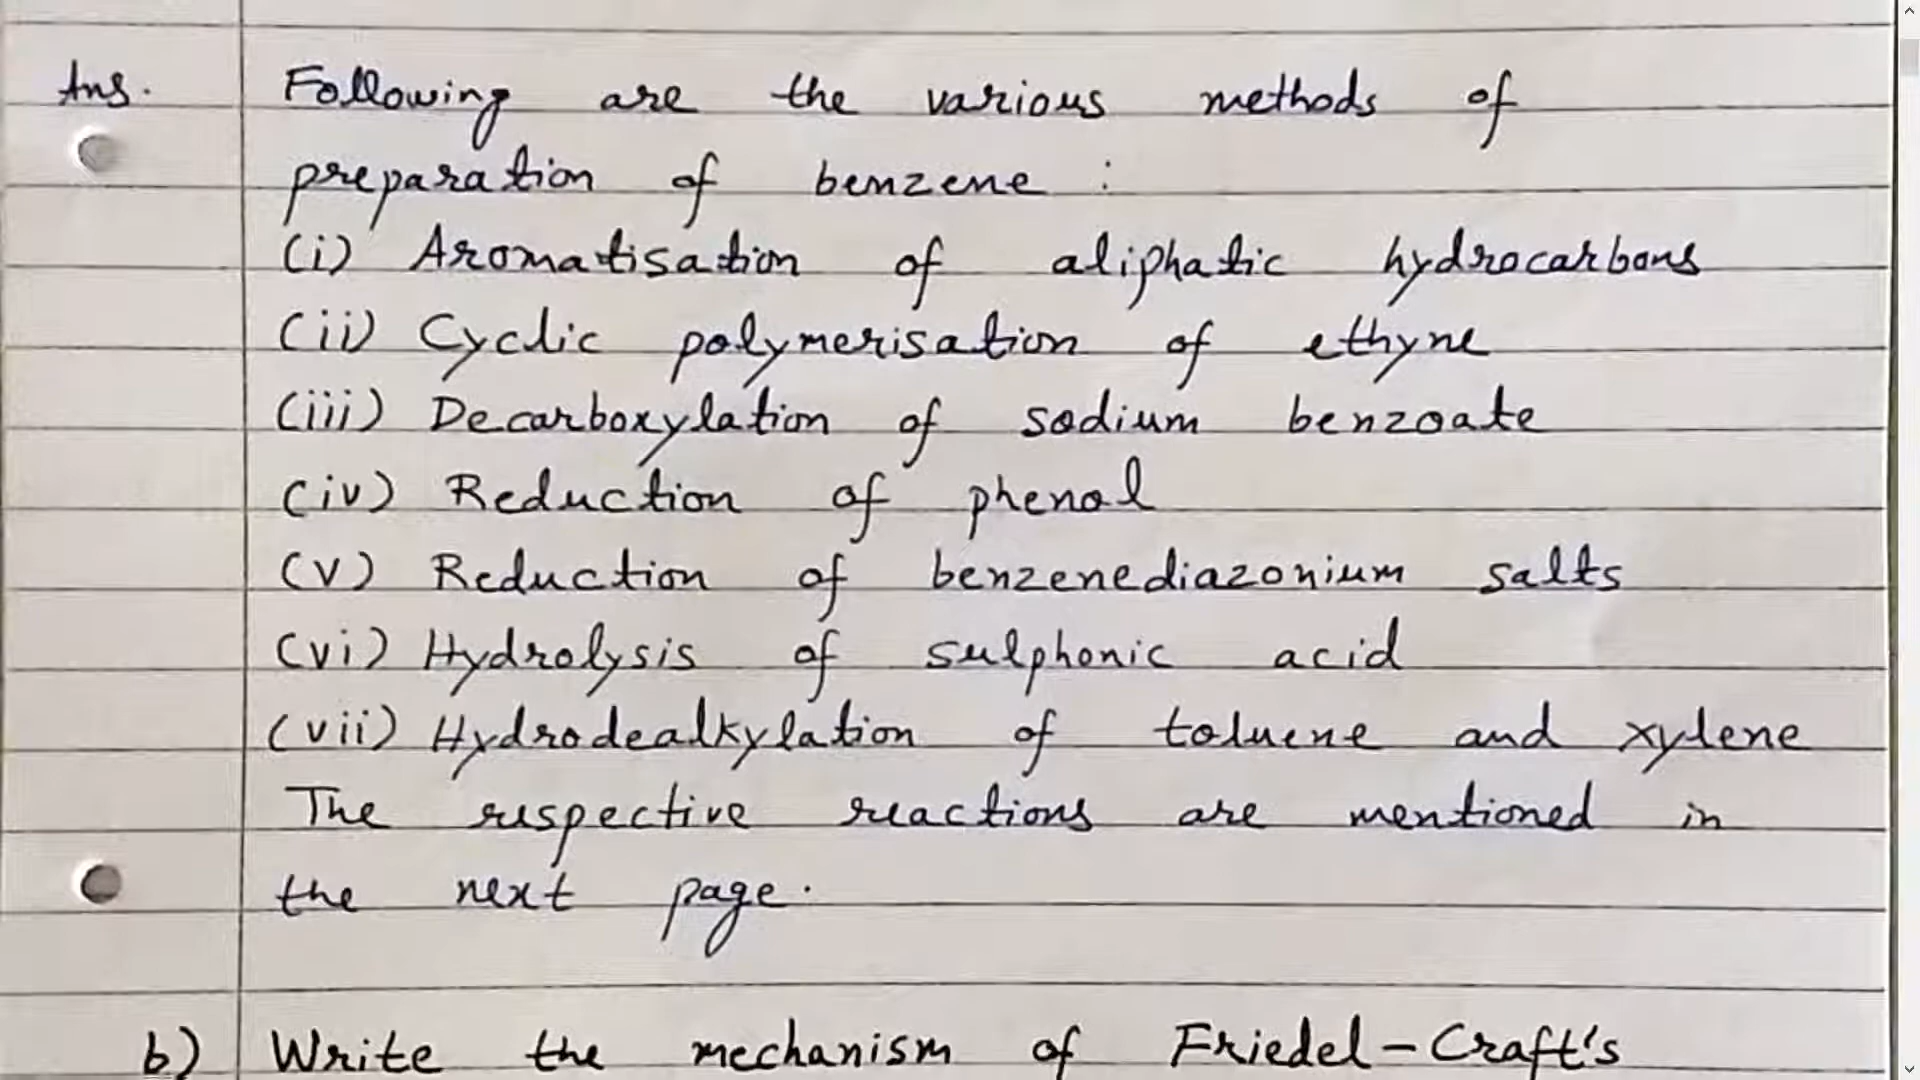 Ans. Following are the various methods of
preparation of benzene :
(i) Aromatisation of aliphatic hydrocarbons
(ii) Cyclic polymerisation of ethyne
(iii) Decarboxylation of sodium benzoate
(iv) Reduction of phenol
(v) Reduction of benzenediazonium salts
(vi) Hydrolysis of sulphonic acid
(vii) Hydrodealkylation of toluene and xylene
The respective reactions are mentioned in
the next page.
b) Write the mechanism of Friedel-Craft's